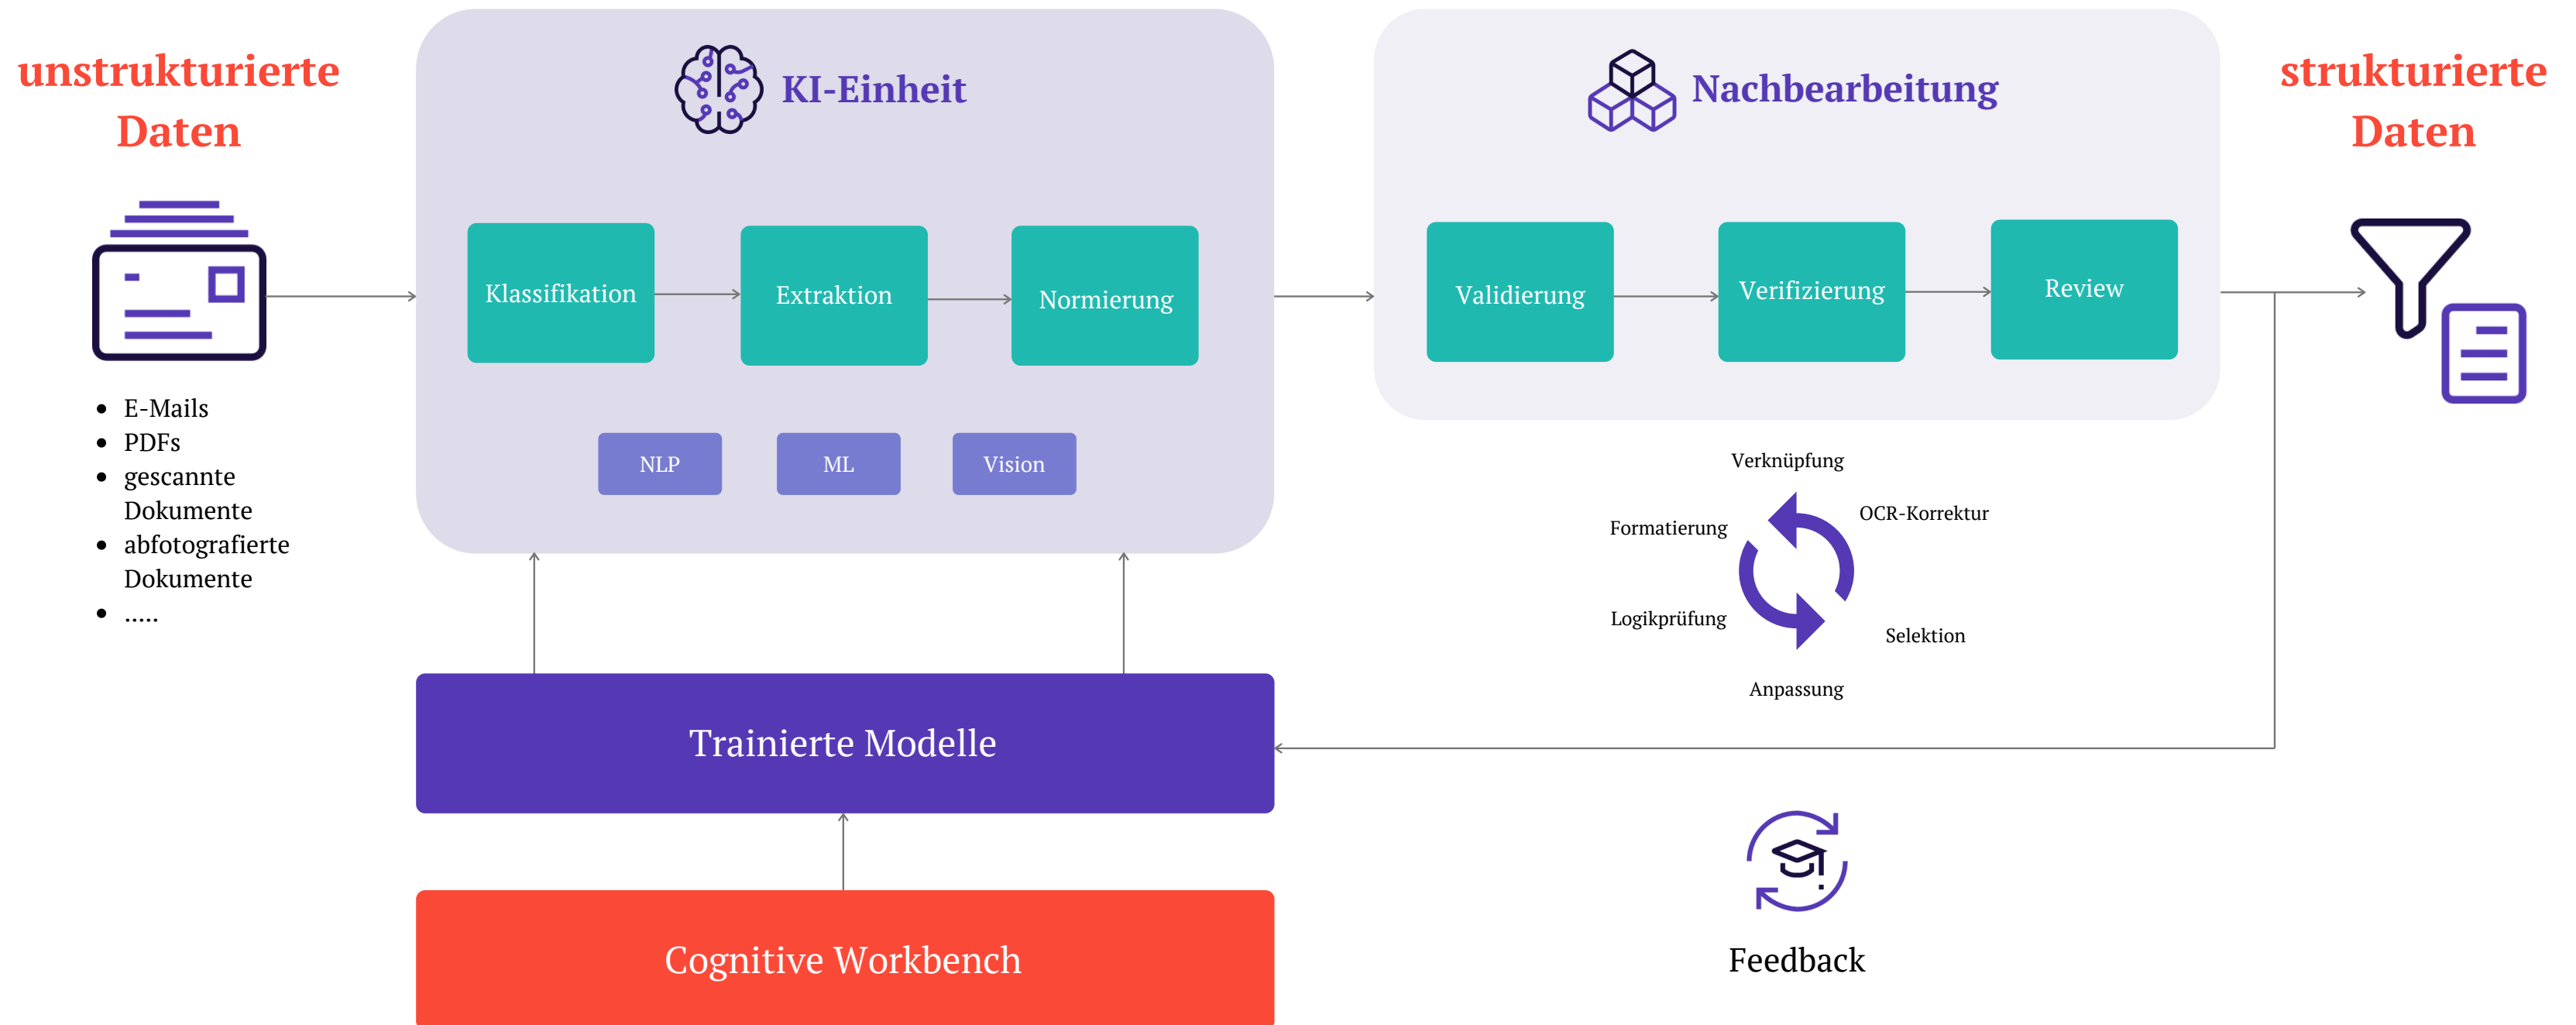 unstrukturierte
Daten
E-Mails
PDFs
gescannte
Dokumente
abfotografierte
Dokumente
.....
KI-Einheit
Klassifikation
Extraktion
Normierung
NLP
ML
Vision
Nachbearbeitung
Validierung
Verifizierung
Review
strukturierte
Daten
Verknüpfung
OCR-Korrektur
Formatierung
Logikprüfung
Selektion
Anpassung
Trainierte Modelle
Cognitive Workbench
Feedback